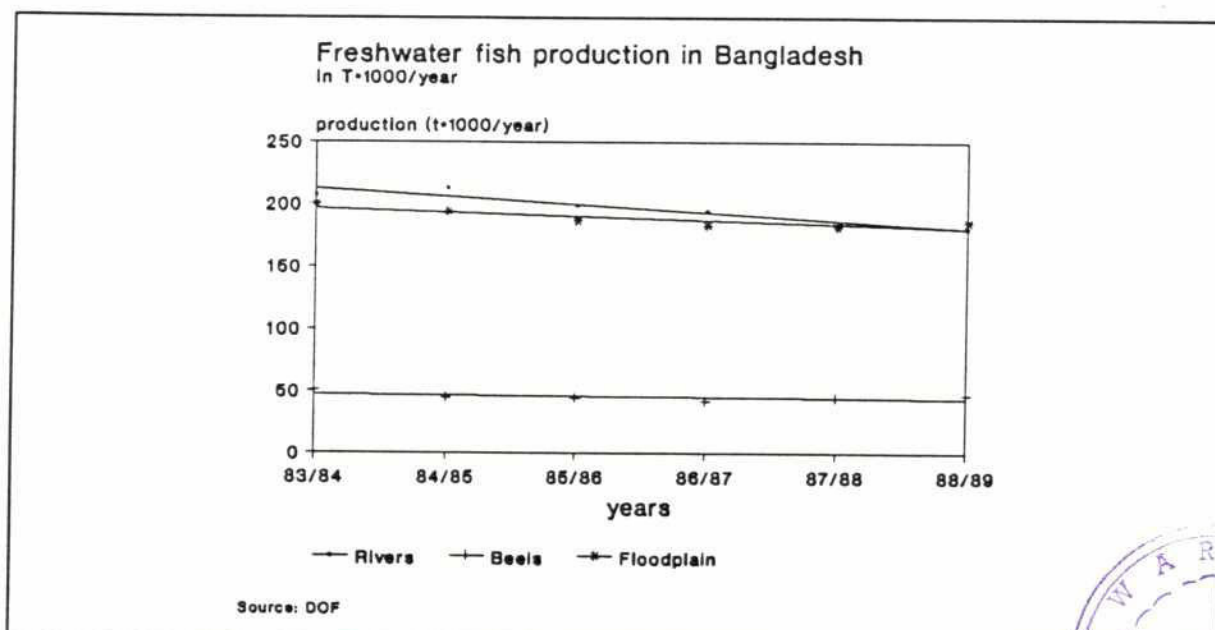 Freshwater fish production in Bangladesh
in T*1000/year
production (t*1000/year)
250
200
150
100
50
0
83/84 84/85 85/86 86/87 87/88 88/89
years
Rivers Beels Floodplain
Source: DOF
W A R